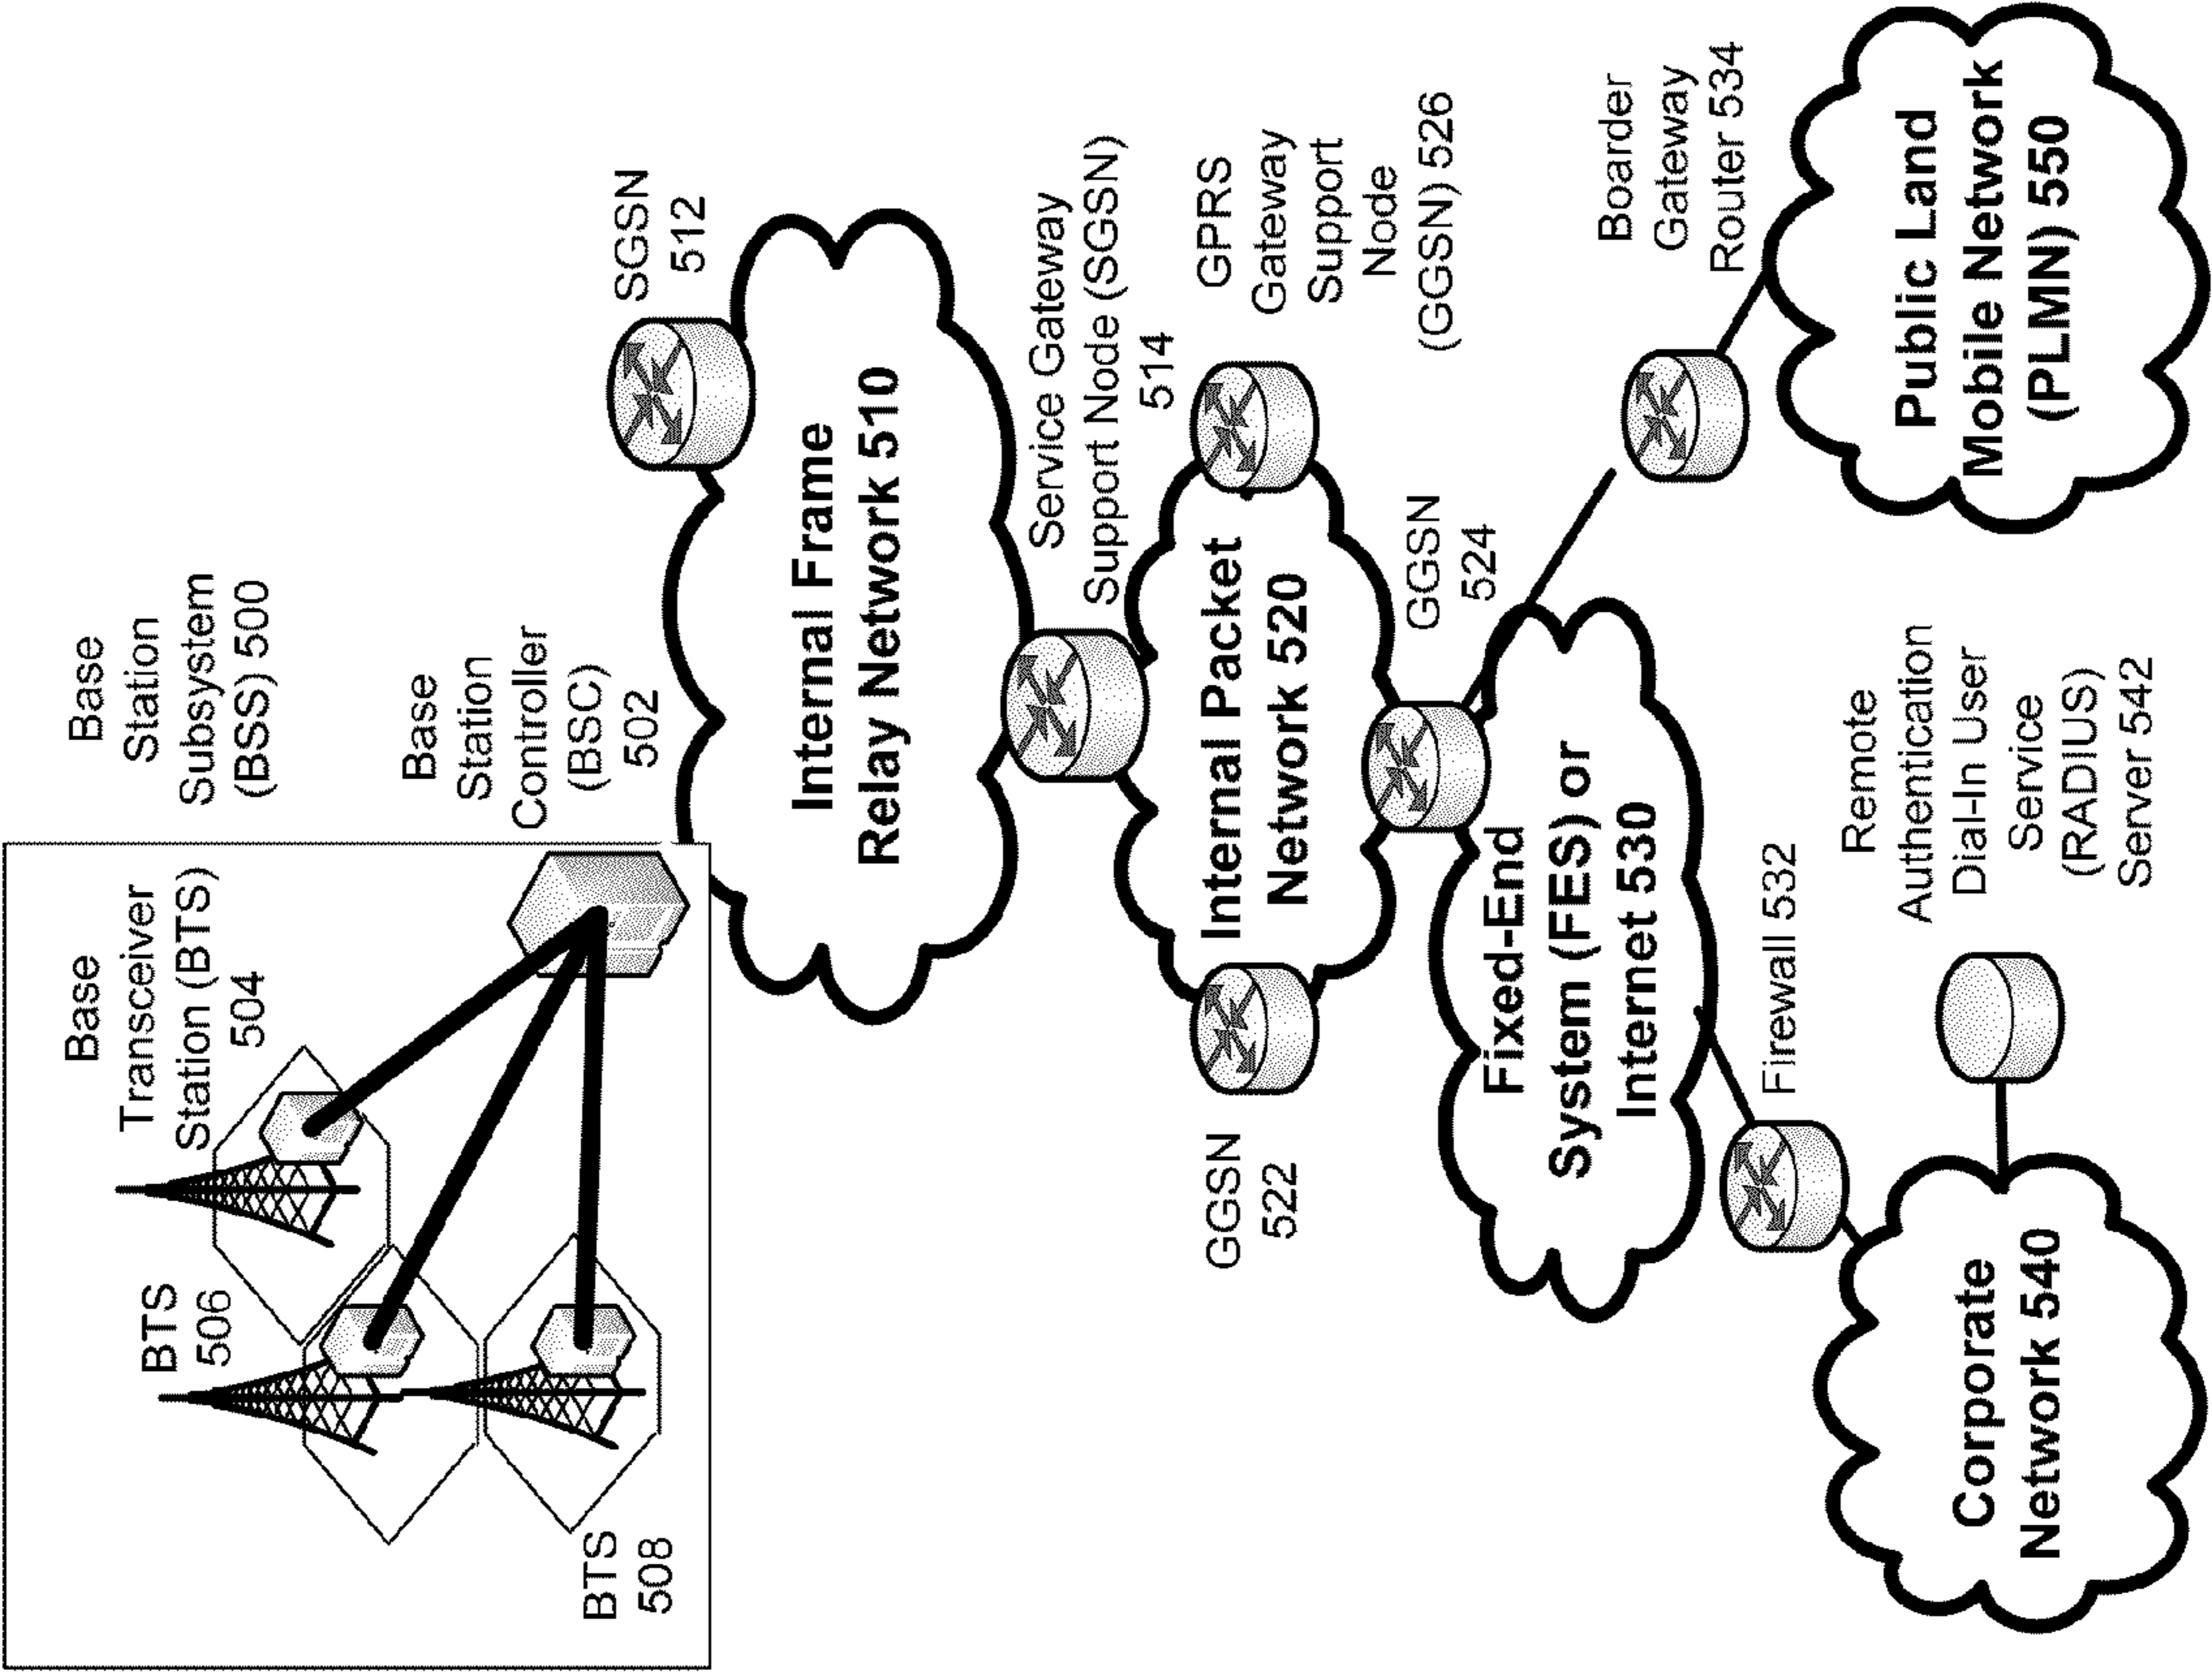 Base
Station
Subsystem
(BSS) 500
Base
Transceiver
Station (BTS)
504
BTS
506
BTS
508
Base
Station
Controller
(BSC)
502
SGSN
512
Internal Frame
Relay Network 510
Service Gateway
Support Node (SGSN)
514
GGSN
522
Internal Packet
Network 520
GPRS
Gateway
Support
Node
(GGSN) 526
GGSN
524
Fixed-End
System (FES) or
Internet 530
Boarder
Gateway
Router 534
Firewall 532
Remote
Authentication
Dial-In User
Service
(RADIUS)
Server 542
Corporate
Network 540
Public Land
Mobile Network
(PLMN) 550